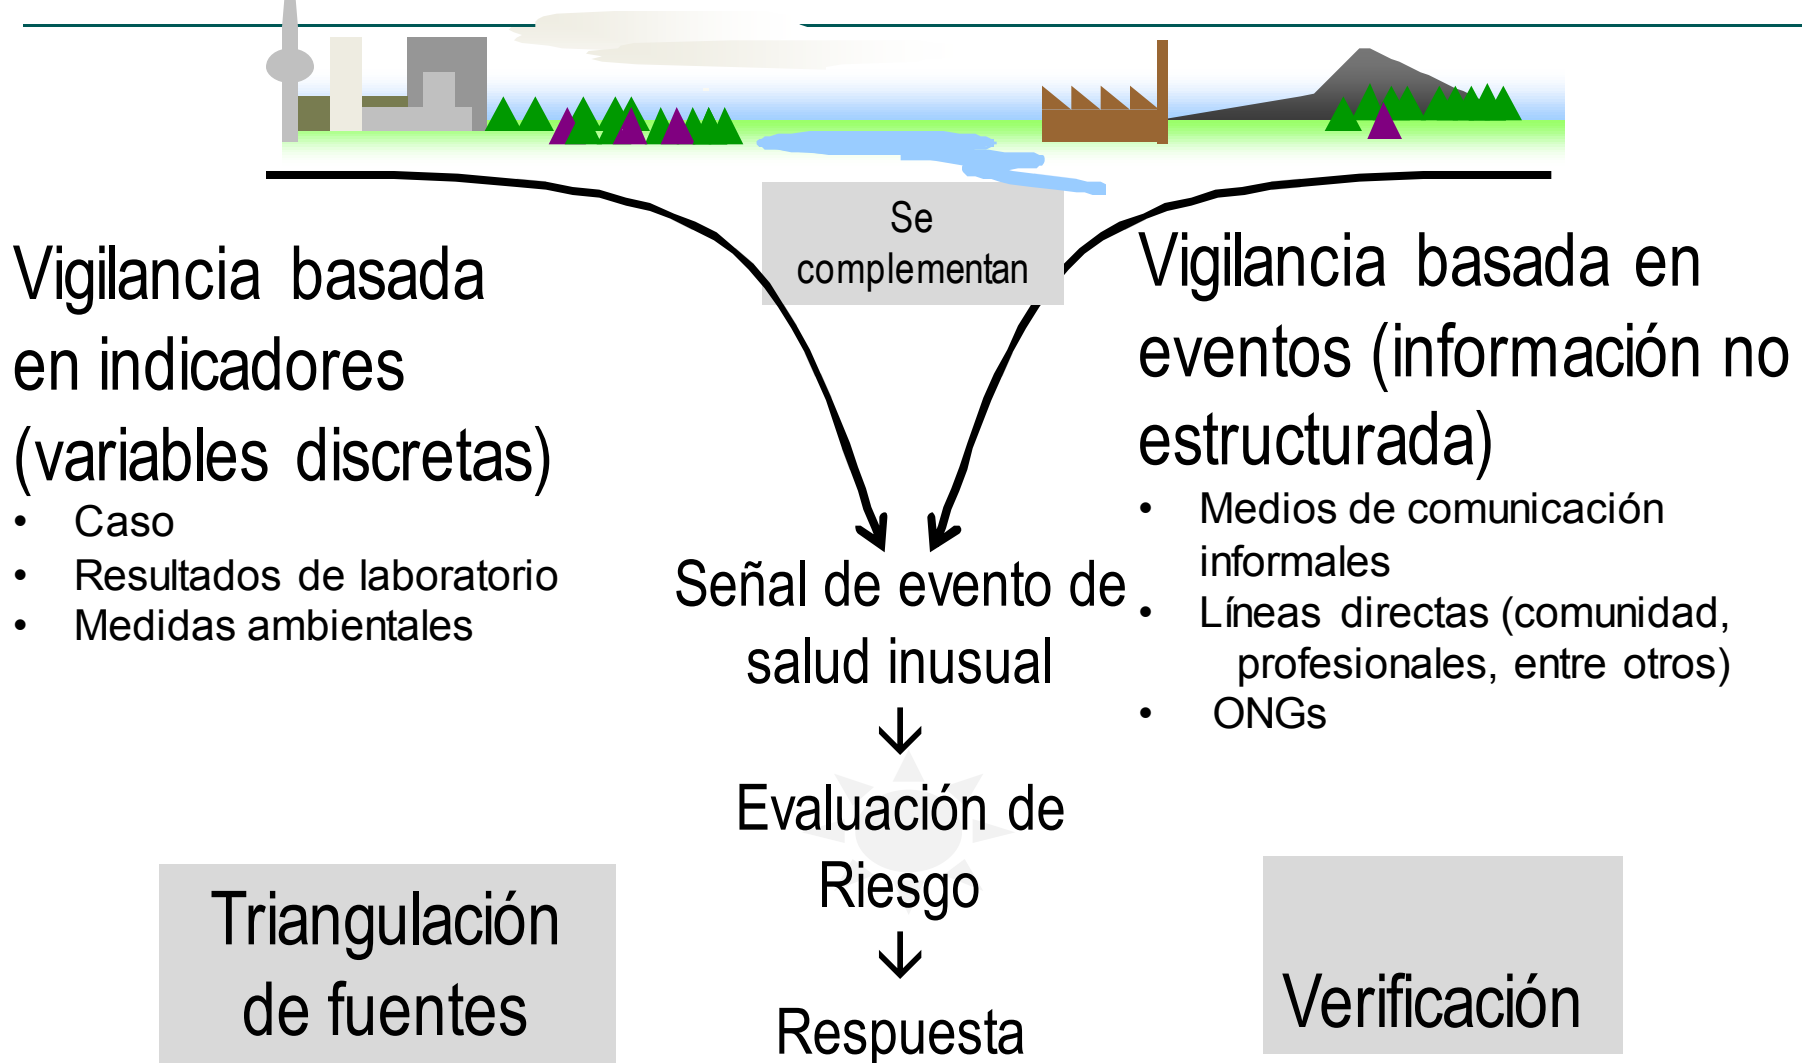 Se
complementan
Vigilancia basada
en indicadores
(variables discretas)
• Caso
• Resultados de laboratorio
• Medidas ambientales
Vigilancia basada en
eventos (información no
estructurada)
• Medios de comunicación
informales
• Líneas directas (comunidad,
profesionales, entre otros)
• ONGs
Señal de evento de
salud inusual
↓
Evaluación de
Riesgo
↓
Respuesta
Triangulación
de fuentes
Verificación